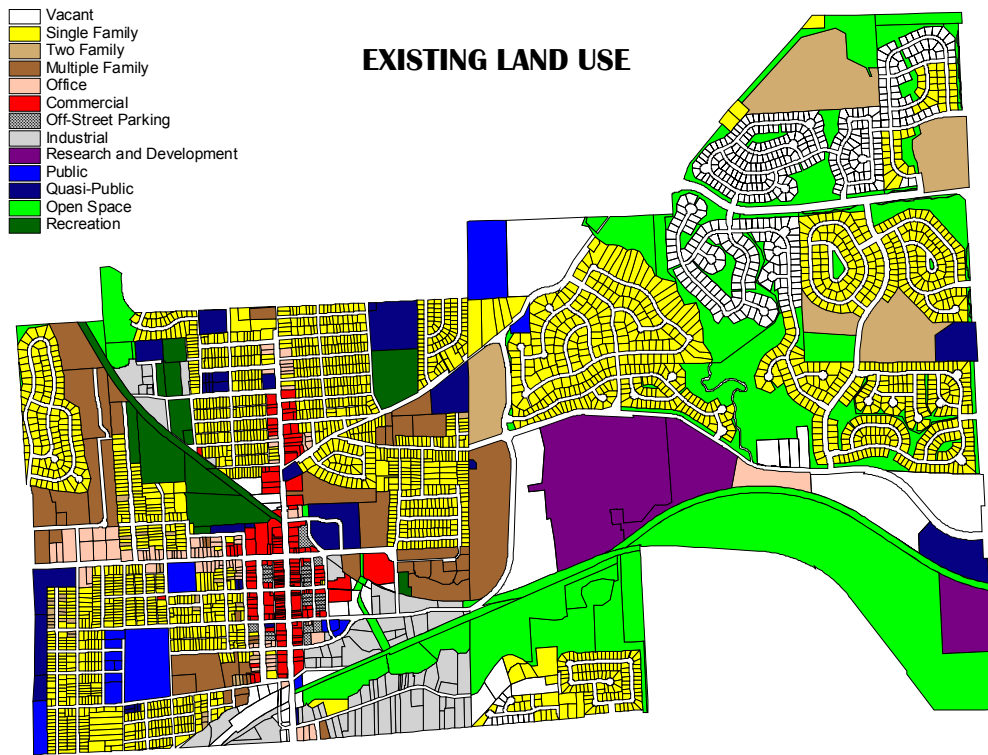 Vacant
Single Family
Two Family
Multiple Family
Office
Commercial
Off-Street Parking
Industrial
Research and Development
Public
Quasi-Public
Open Space
Recreation
EXISTING LAND USE